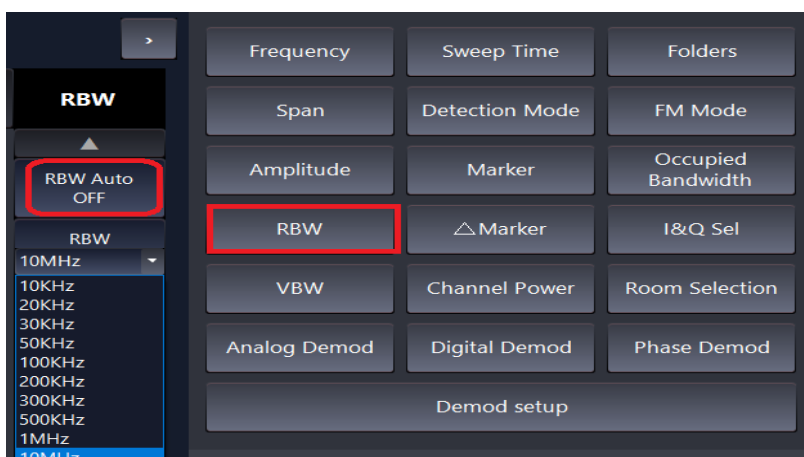 RBW
RBW Auto
OFF
RBW
10MHz
10KHz
20KHz
30KHz
50KHz
100KHz
200KHz
300KHz
500KHz
1MHz
10MHz
Frequency
Sweep Time
Folders
Span
Detection Mode
FM Mode
Amplitude
Marker
Occupied
Bandwidth
RBW
△Marker
I&Q Sel
VBW
Channel Power
Room Selection
Analog Demod
Digital Demod
Phase Demod
Demod setup